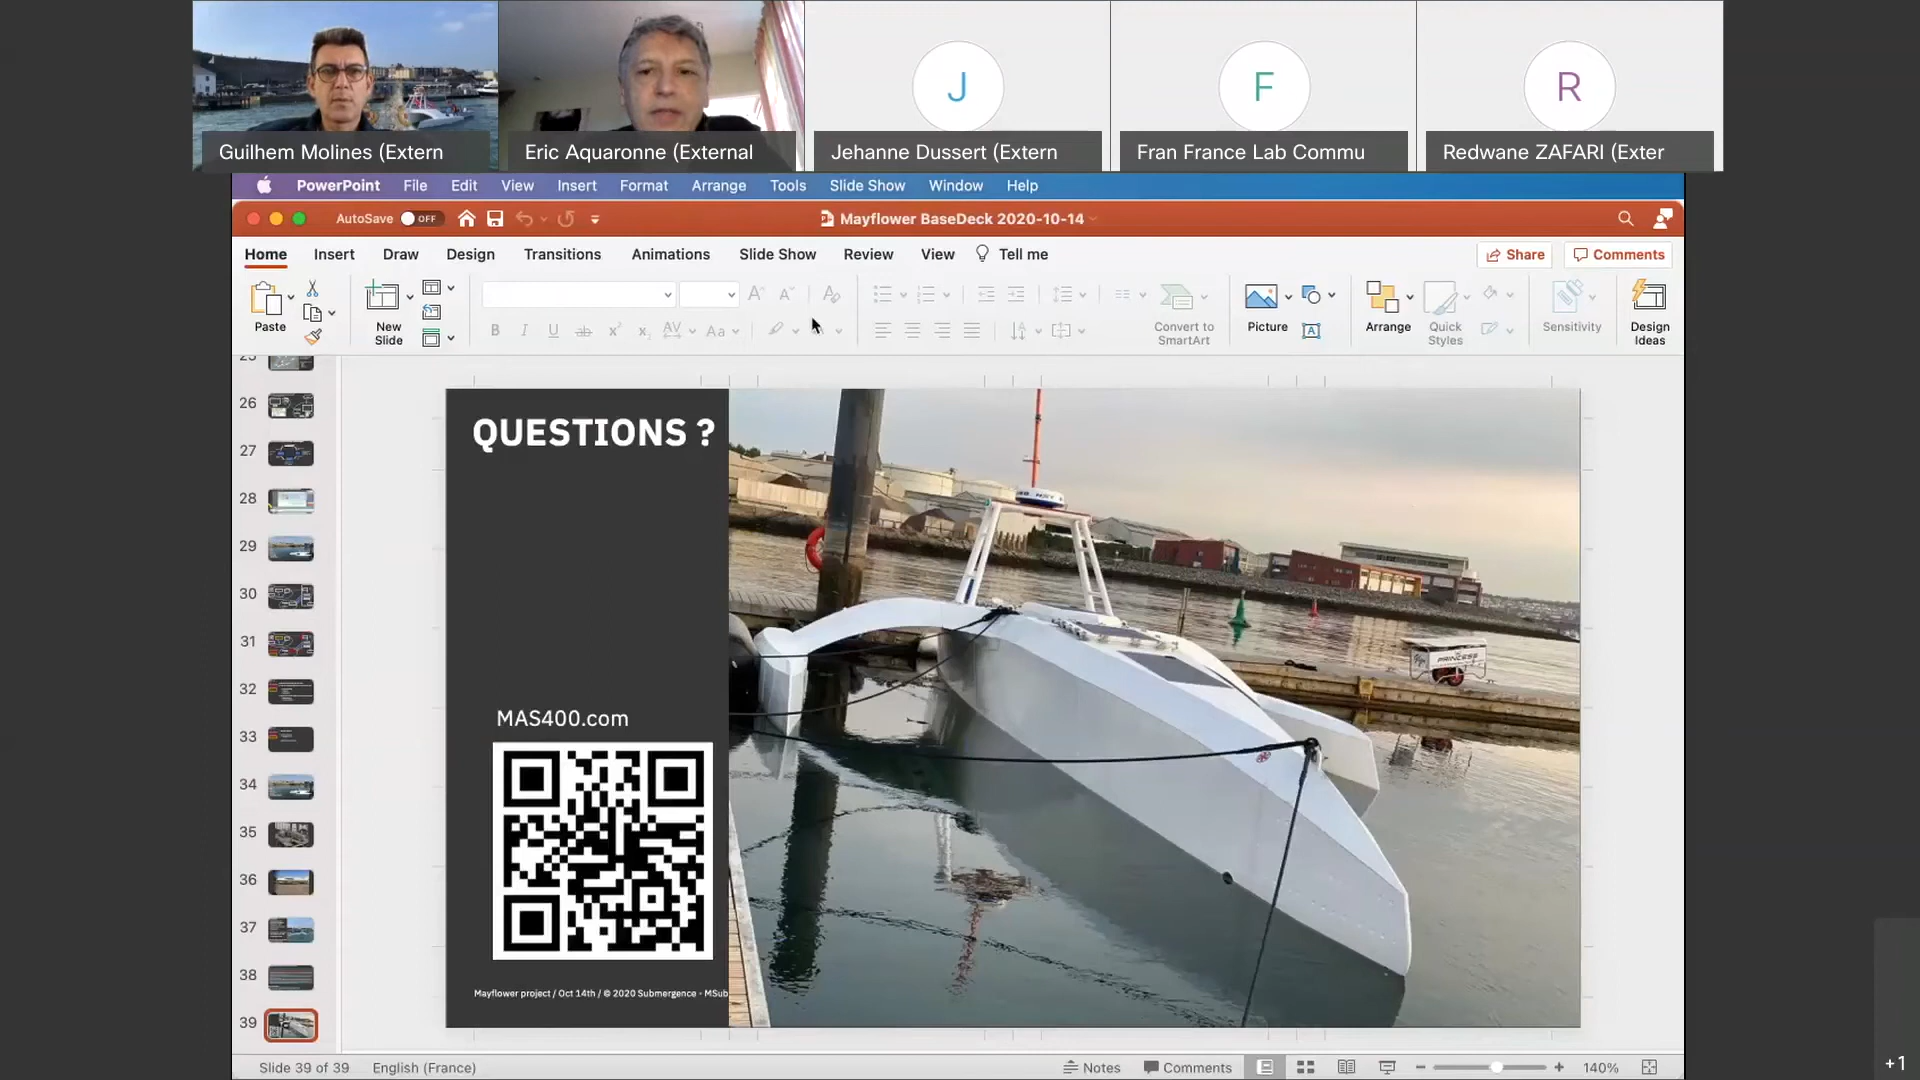 J
F
R
Guilhem Molines (Extern
Eric Aquaronne (External
Jehanne Dussert (Extern
Fran France Lab Commu
Redwane ZAFARI (Exter
PowerPoint File Edit View Insert Format Arrange Tools Slide Show Window Help
AutoSave OFF
Mayflower BaseDeck 2020-10-14
Home Insert Draw Design Transitions Animations Slide Show Review View Tell me
Share Comments
Paste
New Slide
Convert to SmartArt
Picture
Arrange
Quick Styles
Sensitivity
Design Ideas
25
26
27
28
29
30
31
32
33
34
35
36
37
38
39
QUESTIONS ?
MAS400.com
Mayflower project / Oct 14th / © 2020 Submergence - MSub
PRINCESS
Slide 39 of 39 English (France)
Notes Comments 140%
+1